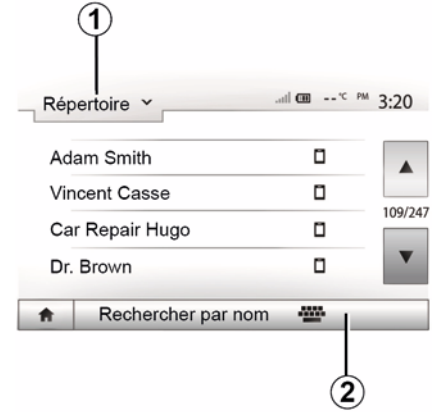 1
Répertoire
--°C PM 3:20
Adam Smith
Vincent Casse
Car Repair Hugo
Dr. Brown
109/247
Rechercher par nom
2